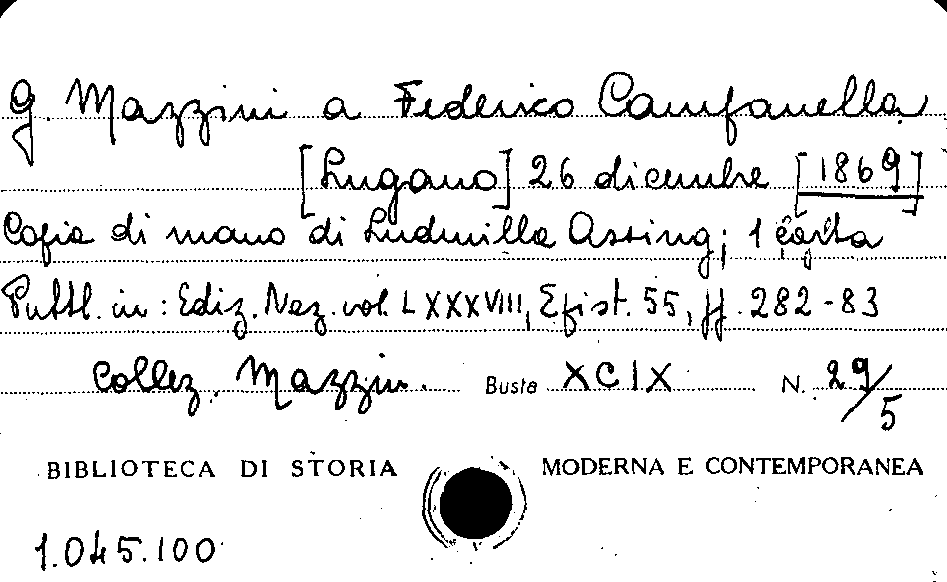 G. Mazzini a Federico Campanella
[Lugano] 26 dicembre [1869]
Copia di mano di Ludmilla Assing; 1 carta
Pubbl. in: Ediz. Naz. vol. LXXXVIII, Epist. 55, pp. 282-83
Collez. Mazzin. Busta XCIX N. 29/5
BIBLIOTECA DI STORIA MODERNA E CONTEMPORANEA
1.045.100